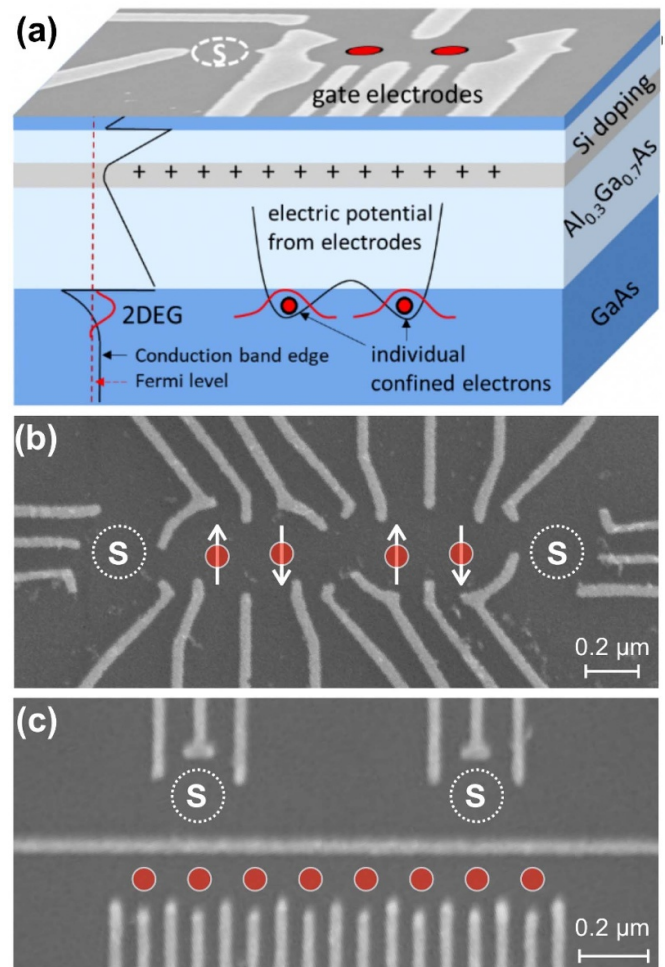 (a)
S
gate electrodes
Si doping
Al0.3Ga0.7As
GaAs
+ + + + + + + + + + + +
electric potential
from electrodes
2DEG
Conduction band edge
Fermi level
individual
confined electrons
(b)
S
S
0.2 μm
(c)
S
S
0.2 μm